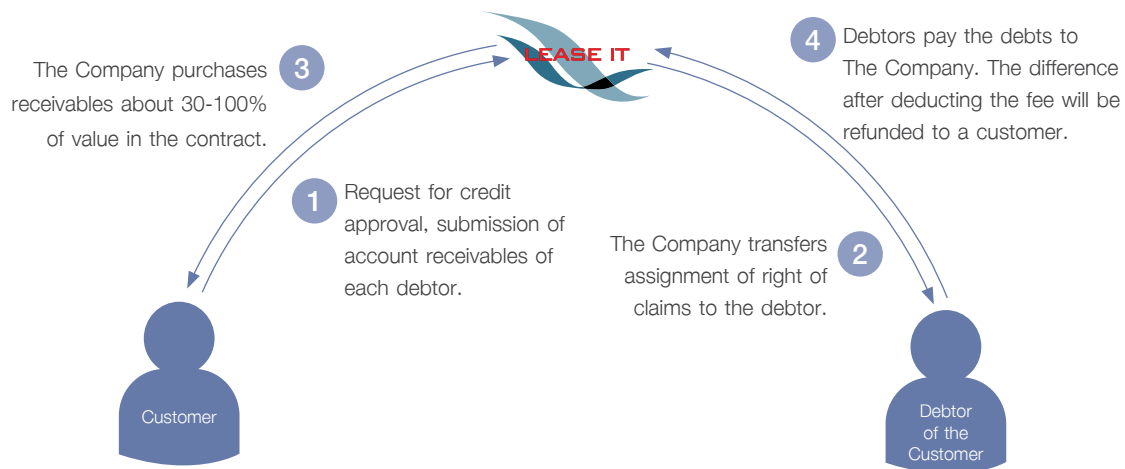 LEASE IT
3
The Company purchases
receivables about 30-100%
of value in the contract.
1
Request for credit
approval, submission of
account receivables of
each debtor.
4
Debtors pay the debts to
The Company. The difference
after deducting the fee will be
refunded to a customer.
2
The Company transfers
assignment of right of
claims to the debtor.
Customer
Debtor
of the
Customer